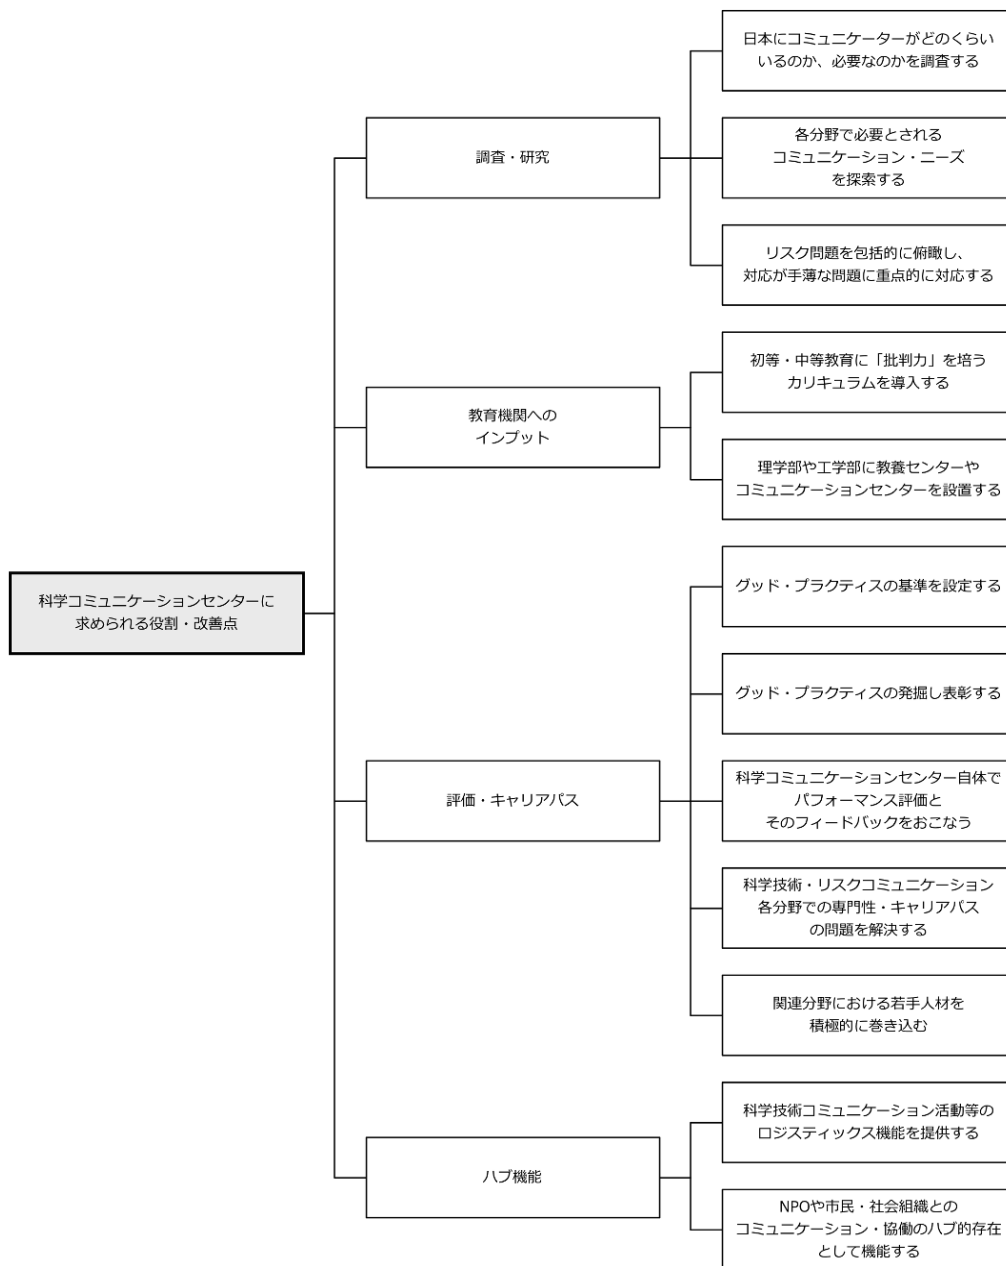 科学コミュニケーションセンターに
求められる役割・改善点
調査・研究
日本にコミュニケーターがどのくらい
いるのか、必要なのかを調査する
各分野で必要とされる
コミュニケーション・ニーズ
を探索する
リスク問題を包括的に俯瞰し、
対応が手薄な問題に重点的に対応する
教育機関への
インプット
初等・中等教育に「批判力」を培う
カリキュラムを導入する
理学部や工学部に教養センターや
コミュニケーションセンターを設置する
評価・キャリアパス
グッド・プラクティスの基準を設定する
グッド・プラクティスの発掘し表彰する
科学コミュニケーションセンター自体で
パフォーマンス評価と
そのフィードバックをおこなう
科学技術・リスクコミュニケーション
各分野での専門性・キャリアパス
の問題を解決する
関連分野における若手人材を
積極的に巻き込む
ハブ機能
科学技術コミュニケーション活動等の
ロジスティックス機能を提供する
NPOや市民・社会組織との
コミュニケーション・協働のハブ的存在
として機能する